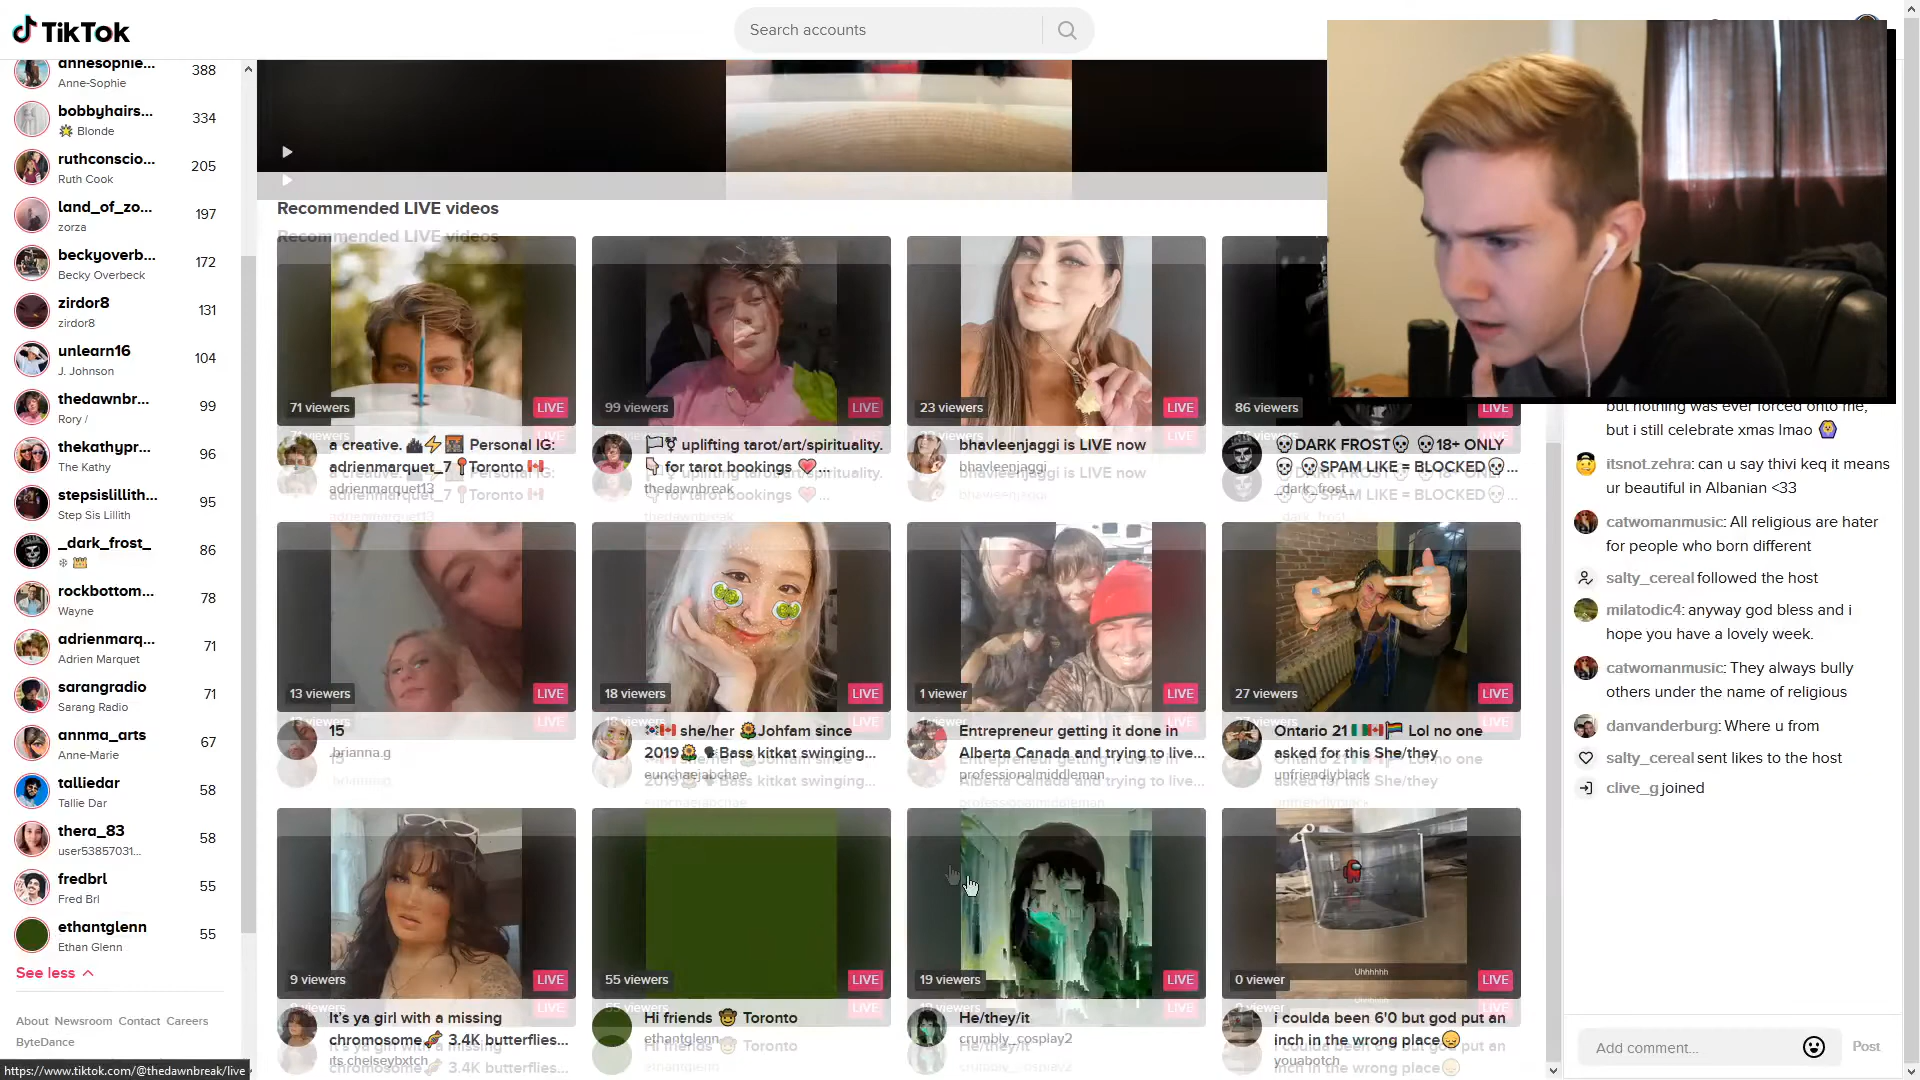 TikTok
Search accounts
annesophie...
Anne-Sophie
388
bobbyhairs...
Blonde
334
ruthconscio...
Ruth Cook
205
land_of_zo...
zorza
197
beckyoverb...
Becky Overbeck
172
zirdor8
zirdor8
131
unlearn16
J. Johnson
104
thedawnbr...
Rory /
99
thekathypr...
The Kathy
96
stepsislillith...
Step Sis Lillith
95
_dark_frost_
86
rockbottom...
Wayne
78
adrienmarq...
Adrien Marquet
71
sarangradio
Sarang Radio
71
annma_arts
Anne-Marie
67
talliedar
Tallie Dar
58
thera_83
user53857031...
58
fredbrl
Fred Brl
55
ethantglenn
Ethan Glenn
55
See less
About Newsroom Contact Careers
ByteDance
https://www.tiktok.com/@thedawnbreak/live
Recommended LIVE videos
71 viewers LIVE
a creative. Personal IG:
adrienmarquet_7 Toronto
adrienmarquet13
99 viewers LIVE
uplifting tarot/art/spirituality.
for tarot bookings ...
thedawnbreak
23 viewers LIVE
bhavleenjaggi is LIVE now
bhavleenjaggi
86 viewers LIVE
DARK FROST 18+ ONLY
SPAM LIKE = BLOCKED ...
_dark_frost_
13 viewers LIVE
15
brianna.g
18 viewers LIVE
she/her Johfam since
2019 Bass kitkat swinging...
eunchaejabchae
1 viewer LIVE
Entrepreneur getting it done in
Alberta Canada and trying to live...
professionalmiddleman
27 viewers LIVE
Ontario 21 Lol no one
asked for this She/they
unfriendlyblack
9 viewers LIVE
It's ya girl with a missing
chromosome 3.4K butterflies...
its.chelseybxtch
55 viewers LIVE
Hi friends Toronto
ethantglenn
19 viewers LIVE
He/they/it
crumbly_cosplay2
Uhhhhhh
0 viewer LIVE
i coulda been 6'0 but god put an
inch in the wrong place
youabotch
but nothing was ever forced onto me,
but i still celebrate xmas lmao
itsnot.zehra: can u say thivi keq it means
ur beautiful in Albanian <33
catwomanmusic: All religious are hater
for people who born different
salty_cereal followed the host
milatodic4: anyway god bless and i
hope you have a lovely week.
catwomanmusic: They always bully
others under the name of religious
danvanderburg: Where u from
salty_cereal sent likes to the host
clive_g joined
Add comment...
Post